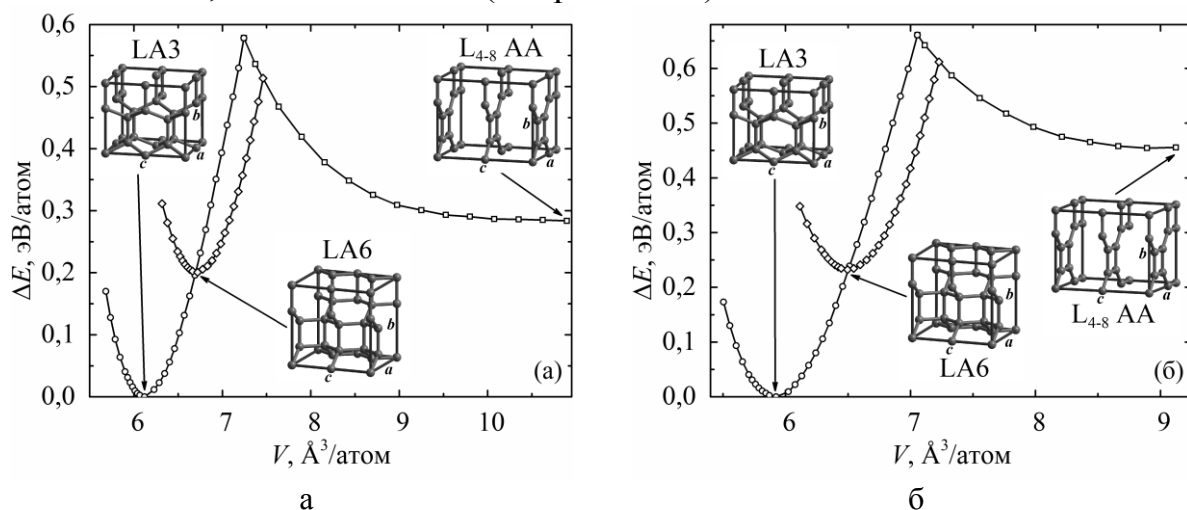 0,6
0,5
0,4
0,3
0,2
0,1
0,0
ΔE, эВ/атом
LA3
L₄₋₈ AA
LA6
b
a
c
b
a
c
b
a
c
(а)
6 7 8 9 10
V, Å³/атом
а
0,6
0,5
0,4
0,3
0,2
0,1
0,0
ΔE, эВ/атом
LA3
LA6
L₄₋₈ AA
b
a
c
b
a
c
b
a
c
(б)
6 7 8 9
V, Å³/атом
б